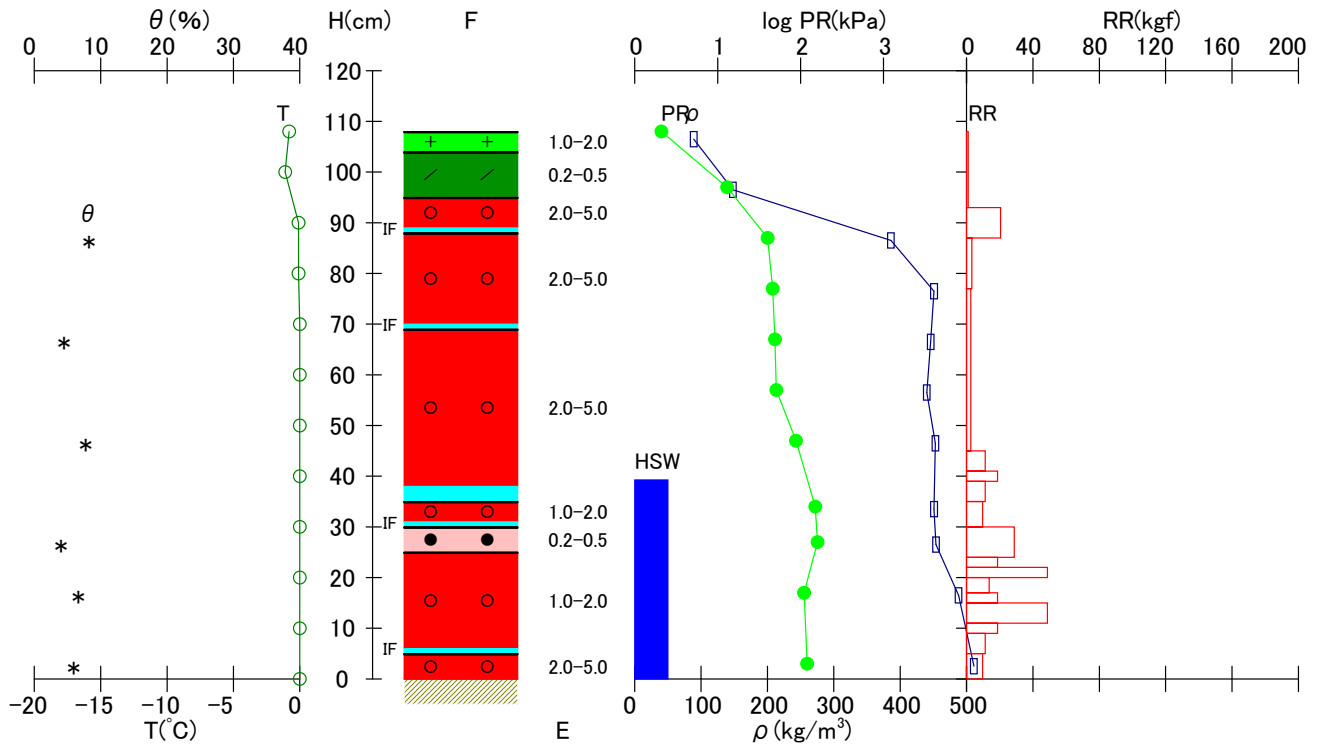 θ(%) H(cm) F log PR(kPa) RR(kgf)
0 10 20 30 40 0 1 2 3 0 40 80 120 160 200
120
T PRρ RR
110
1.0-2.0
100 0.2-0.5
θ 2.0-5.0
90 IF
80 2.0-5.0
70 IF
60
2.0-5.0
50
HSW
40
1.0-2.0
30 IF
0.2-0.5
20
1.0-2.0
10
IF
2.0-5.0
0
-20 -15 -10 -5 0 0 100 200 300 400 500
T(℃) E ρ(kg/m³)